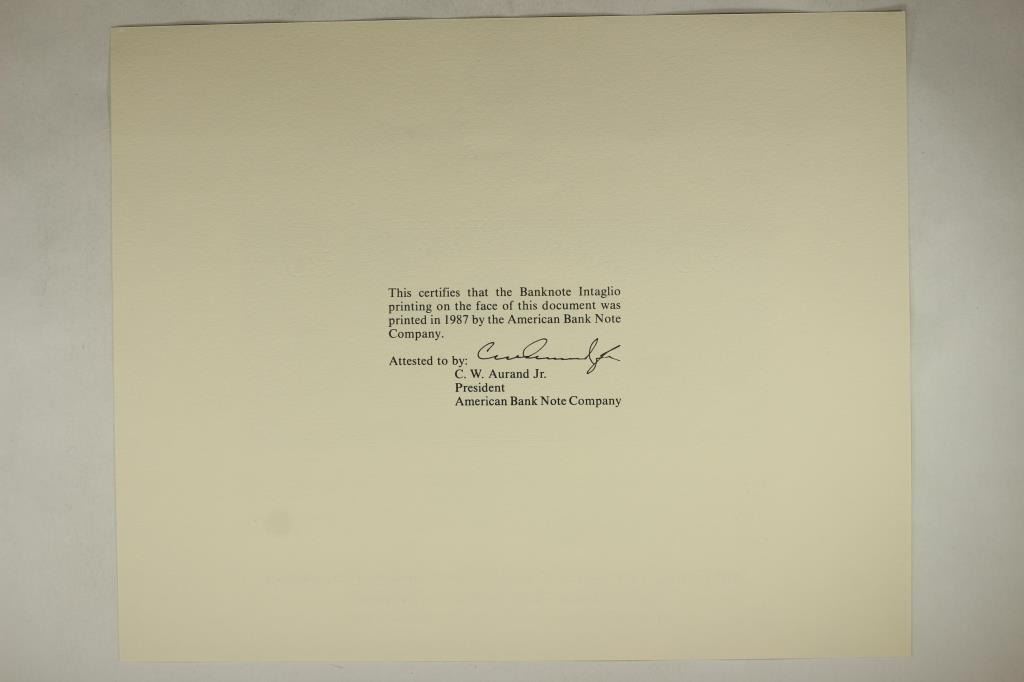 This certifies that the Banknote Intaglio
printing on the face of this document was
printed in 1987 by the American Bank Note
Company.
Attested to by:
C. W. Aurand Jr.
President
American Bank Note Company